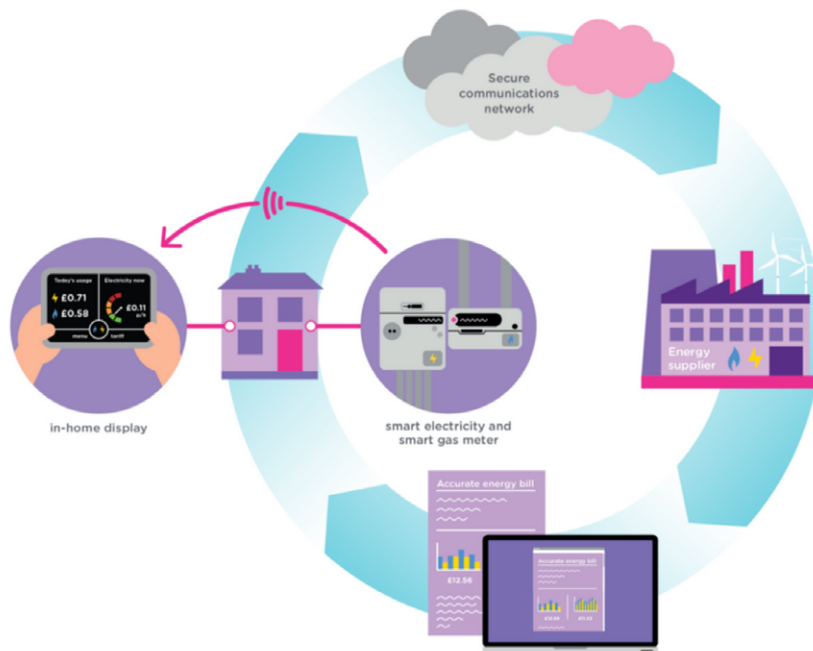 Secure
communications
network
Today's usage
Electricity now
£0.71
£0.58
£0.11
menu
tariff
in-home display
smart electricity and
smart gas meter
Energy
supplier
Accurate energy bill
£12.56
Accurate energy bill